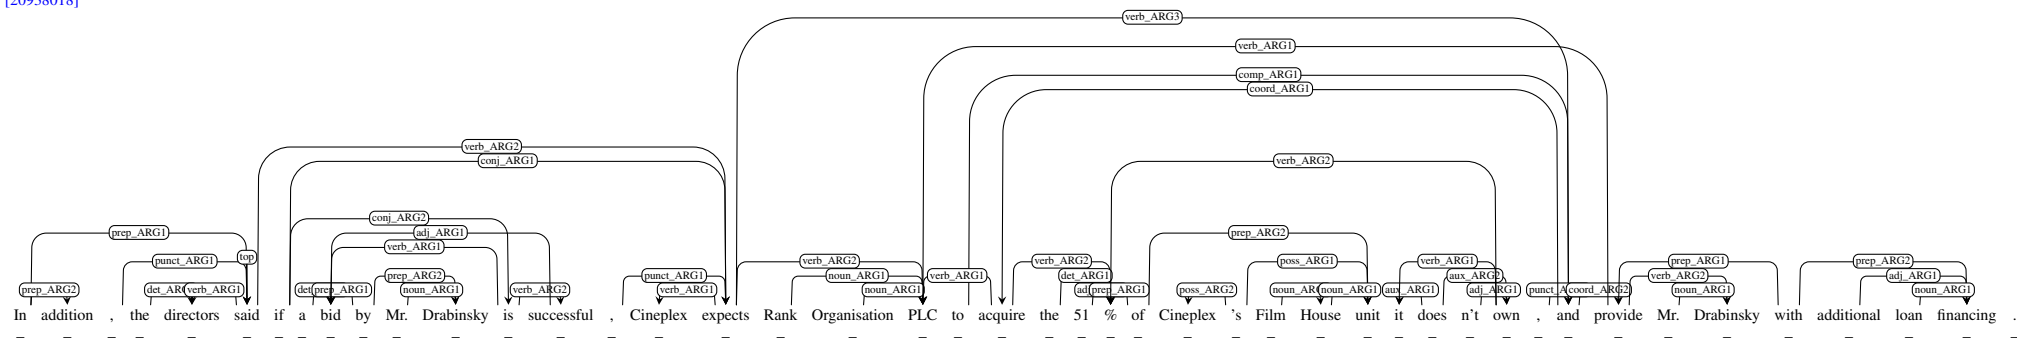 [20958018]
verb_ARG3
verb_ARG1
comp_ARG1
coord_ARG1
verb_ARG2
conj_ARG1 verb_ARG2
conj_ARG2
prep_ARG1 adj_ARG1 prep_ARG2
verb_ARG1
punct_ARG1 top verb_ARG2 poss_ARG1 verb_ARG1 prep_ARG1 prep_ARG2
prep_ARG2 punct_ARG1 noun_ARG1 verb_ARG1 det_ARG1 aux_ARG2 verb_ARG2 adj_ARG1
prep_ARG2 verb_ARG1 prep_ARG1 noun_ARG1 verb_ARG2 verb_ARG1 noun_ARG1 prep_ARG1 poss_ARG2 noun_ARG1 adj_ARG1 coord_ARG2 noun_ARG1 noun_ARG1
In addition , the directors said if a bid by Mr. Drabinsky is successful , Cineplex expects Rank Organisation PLC to acquire the 51 % of Cineplex 's Film House unit it does n't own , and provide Mr. Drabinsky with additional loan financing .